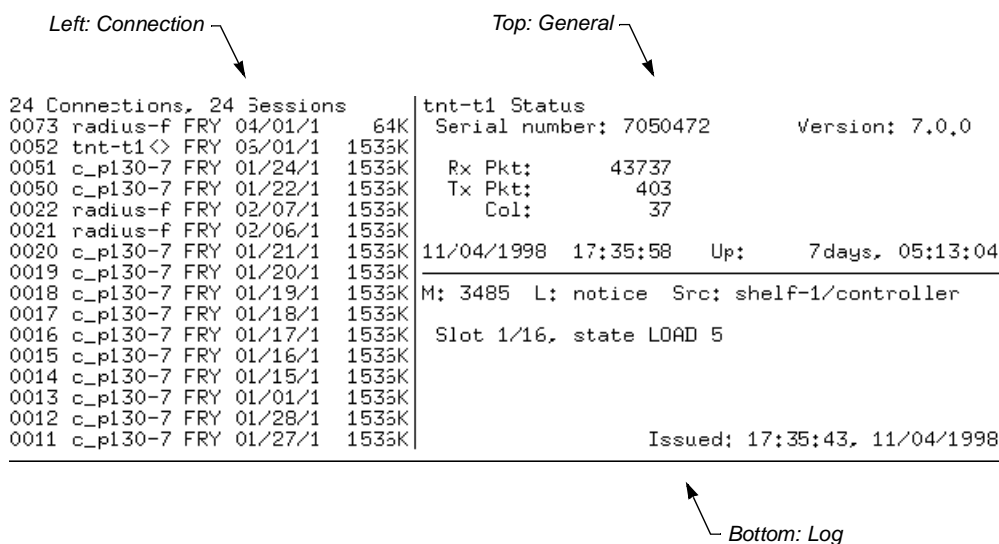 Left: Connection
Top: General
24 Connections, 24 Sessions
0073 radius-f FRY 04/01/1 64K
0052 tnt-t1<> FRY 06/01/1 1536K
0051 c_p130-7 FRY 01/24/1 1536K
0050 c_p130-7 FRY 01/22/1 1536K
0022 radius-f FRY 02/07/1 1536K
0021 radius-f FRY 02/06/1 1536K
0020 c_p130-7 FRY 01/21/1 1536K
0019 c_p130-7 FRY 01/20/1 1536K
0018 c_p130-7 FRY 01/19/1 1536K
0017 c_p130-7 FRY 01/18/1 1536K
0016 c_p130-7 FRY 01/17/1 1536K
0015 c_p130-7 FRY 01/16/1 1536K
0014 c_p130-7 FRY 01/15/1 1536K
0013 c_p130-7 FRY 01/01/1 1536K
0012 c_p130-7 FRY 01/28/1 1536K
0011 c_p130-7 FRY 01/27/1 1536K
tnt-t1 Status
Serial number: 7050472 Version: 7.0.0
Rx Pkt: 43737
Tx Pkt: 403
Col: 37
11/04/1998 17:35:58 Up: 7days, 05:13:04
M: 3485 L: notice Src: shelf-1/controller
Slot 1/16, state LOAD 5
Issued: 17:35:43, 11/04/1998
Bottom: Log